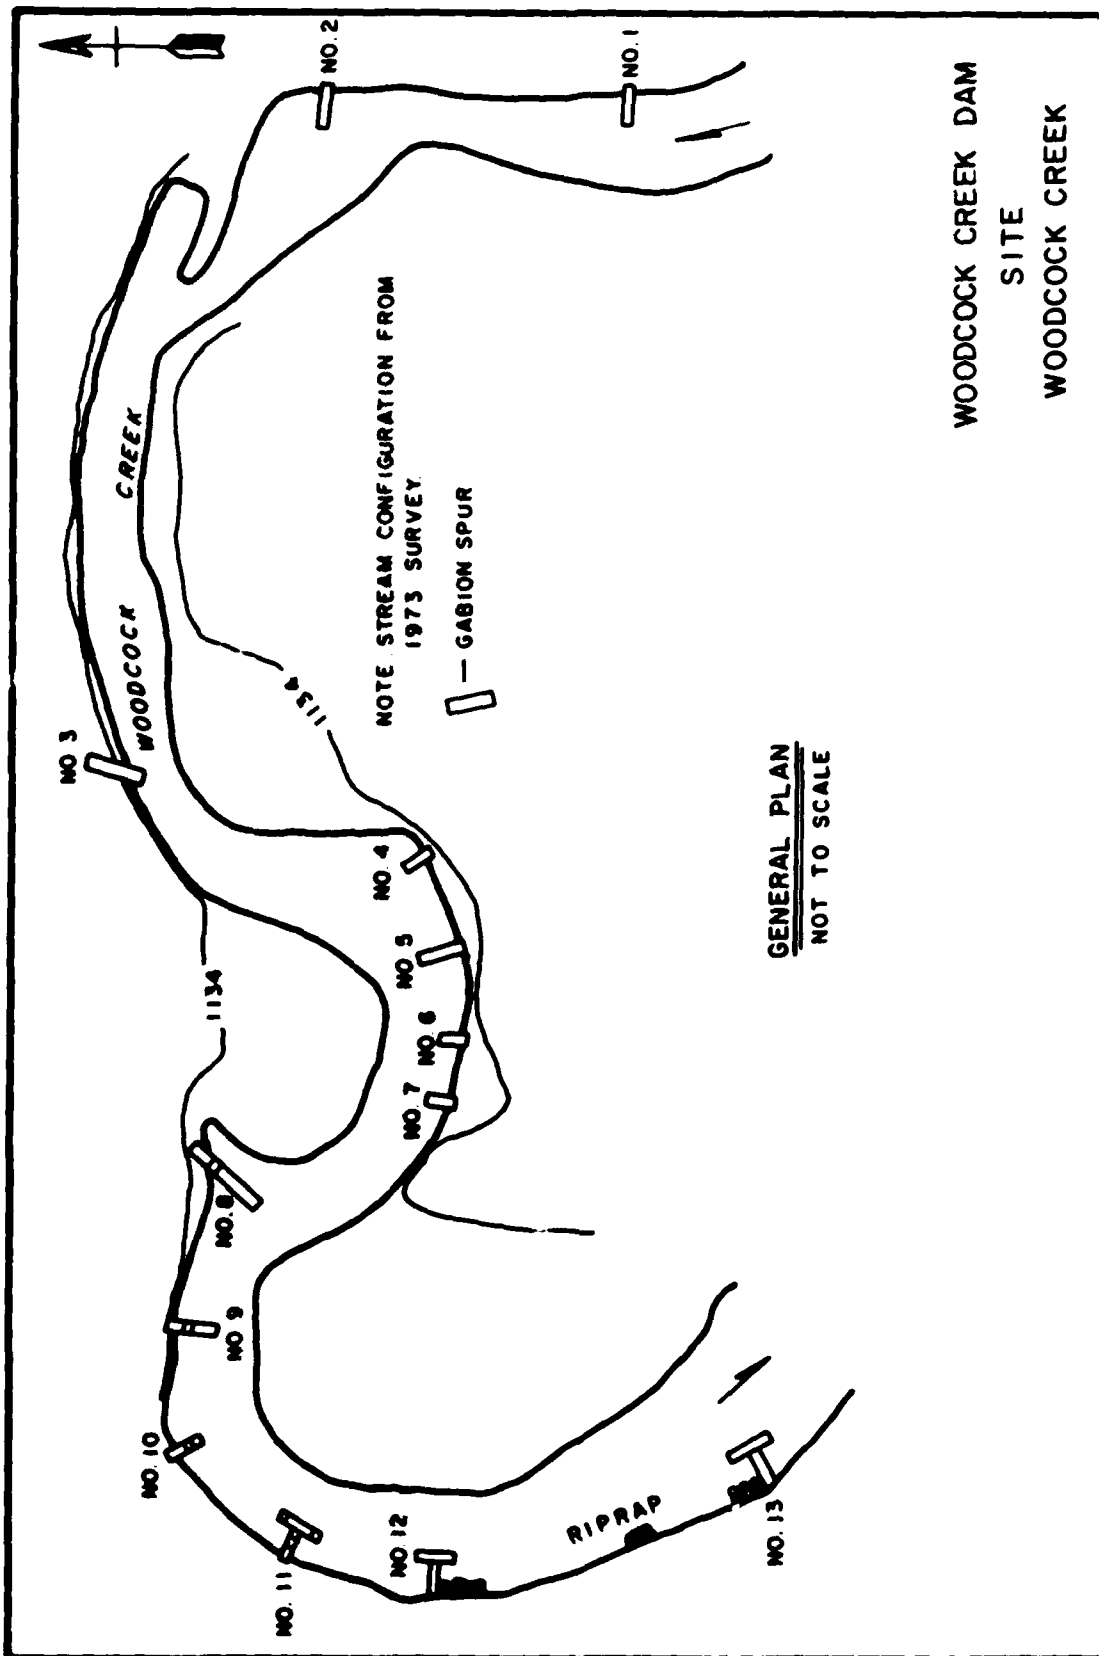 NO. 2
NO. 1
NO 3
WOODCOCK CREEK
1134
1134
NO. 4
NO 5
NO. 6
NO. 7
NO. 8
NO 9
NO. 10
NO. 11
NO. 12
NO. 13
RIPRAP
NOTE STREAM CONFIGURATION FROM
1973 SURVEY.
— GABION SPUR
GENERAL PLAN
NOT TO SCALE
WOODCOCK CREEK DAM
SITE
WOODCOCK CREEK